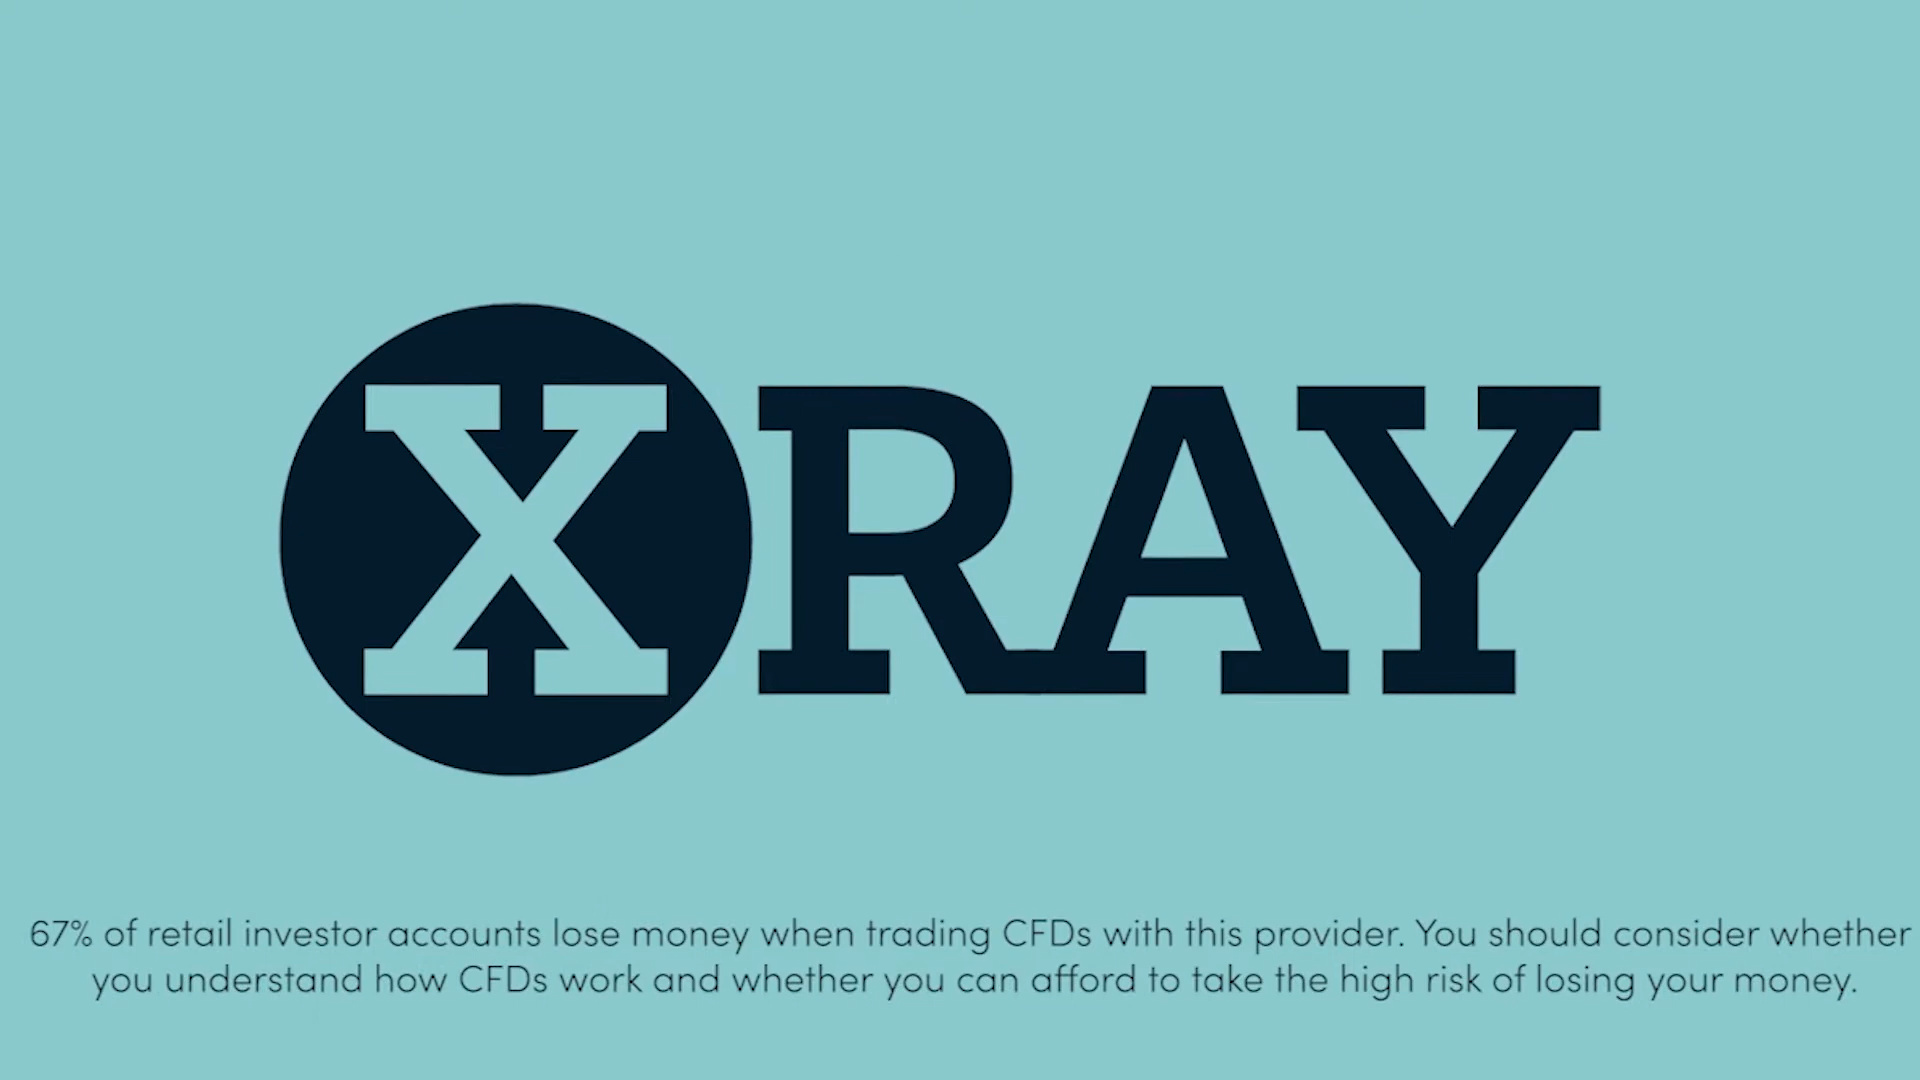 XRAY
67% of retail investor accounts lose money when trading CFDs with this provider. You should consider whether
you understand how CFDs work and whether you can afford to take the high risk of losing your money.